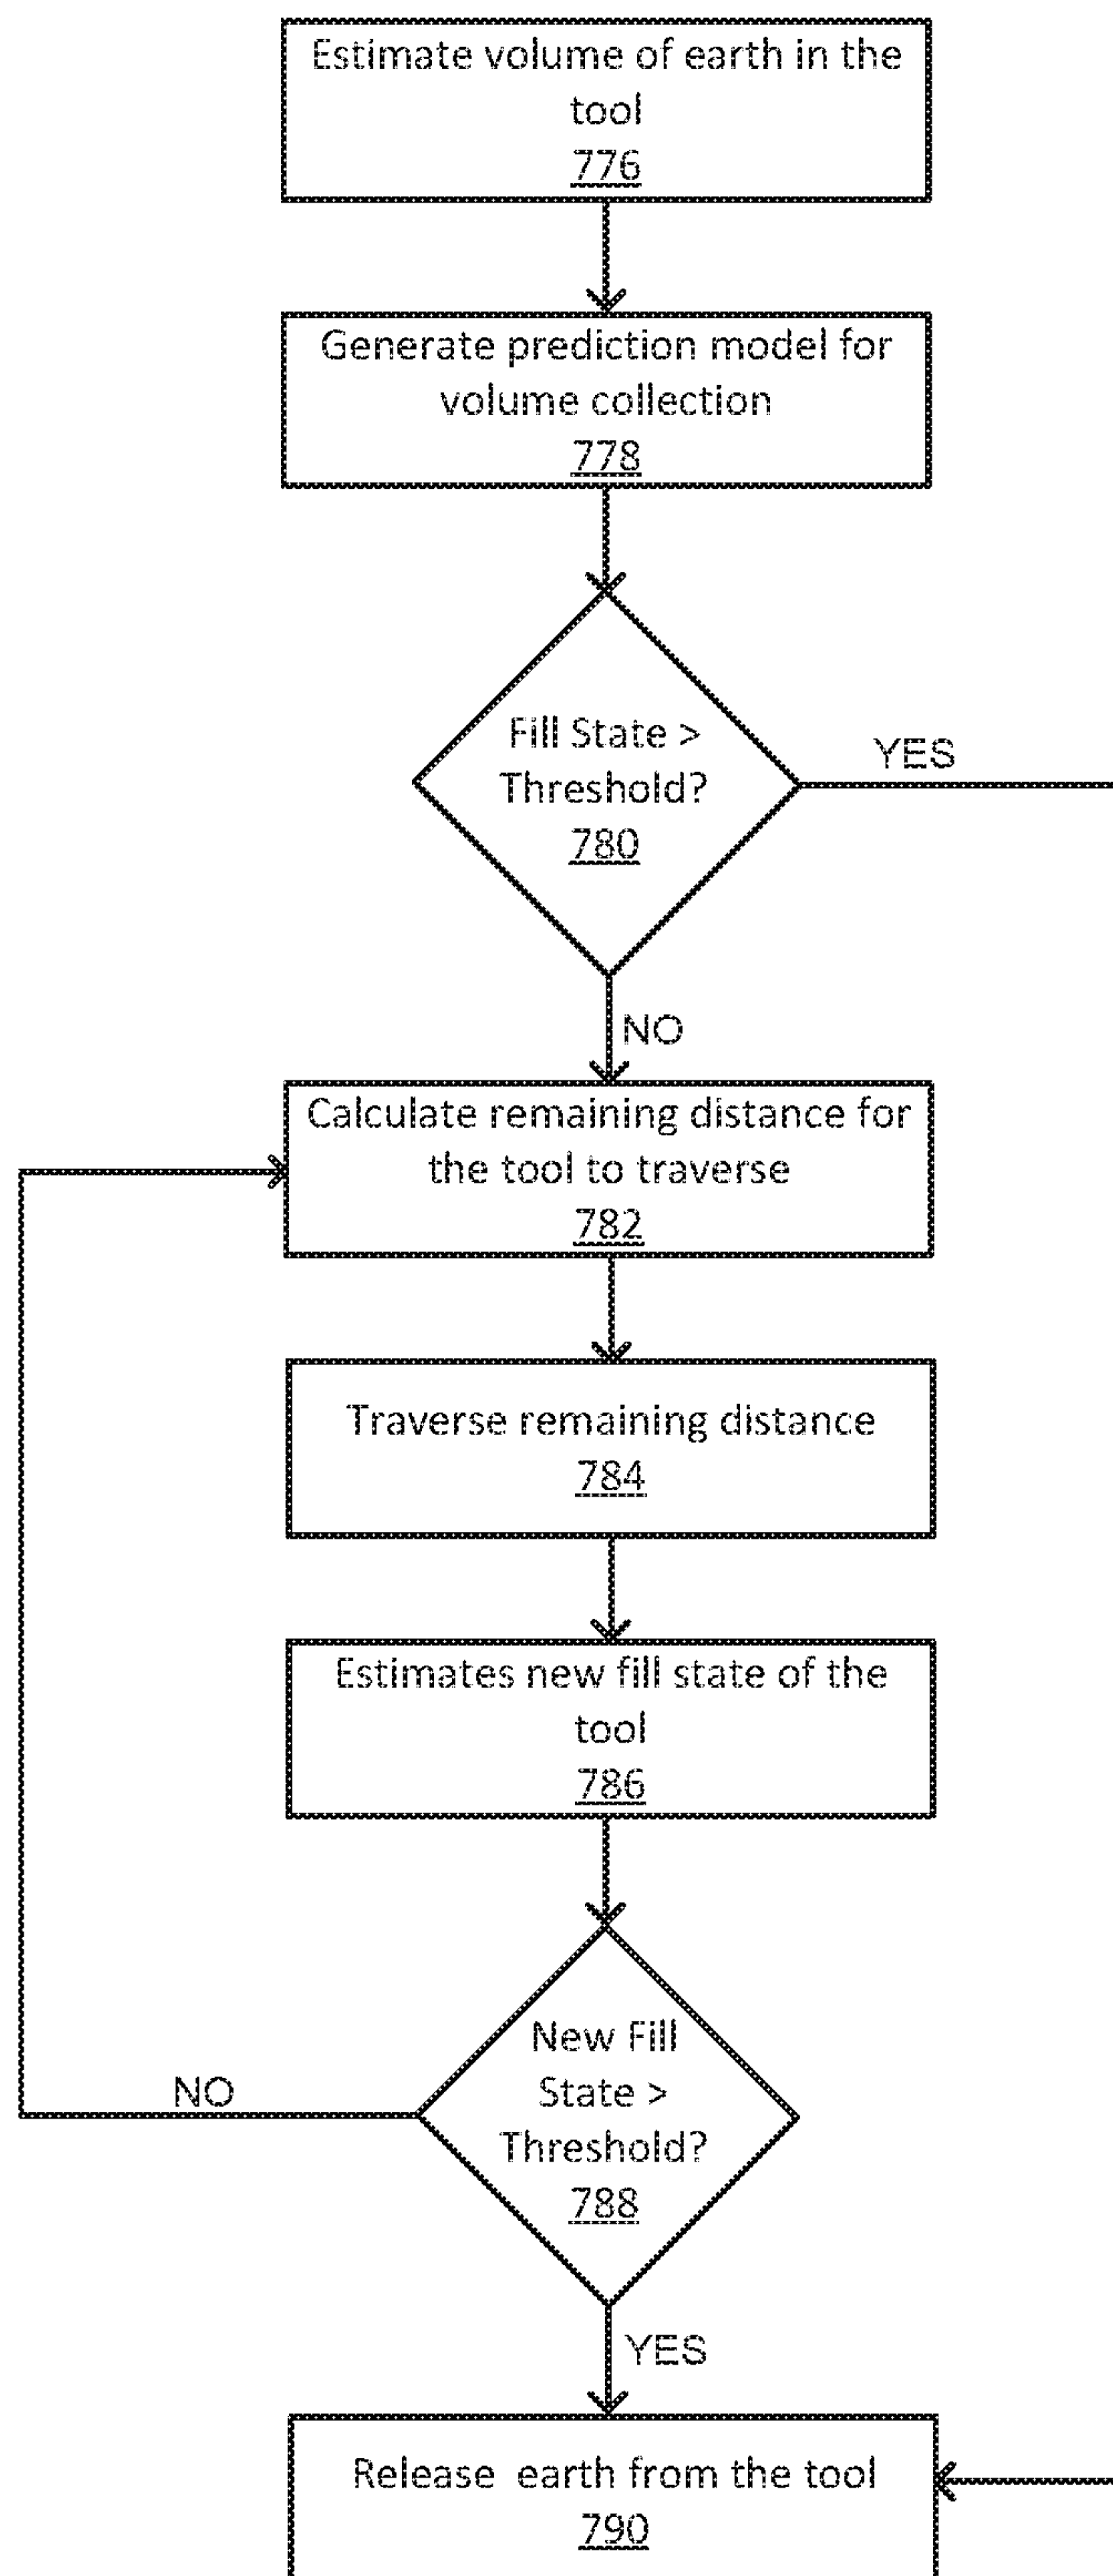 Estimate volume of earth in the
tool
776
Generate prediction model for
volume collection
778
Fill State >
Threshold?
780
YES
NO
Calculate remaining distance for
the tool to traverse
782
Traverse remaining distance
784
Estimates new fill state of the
tool
786
New Fill
State >
Threshold?
788
NO
YES
Release earth from the tool
790